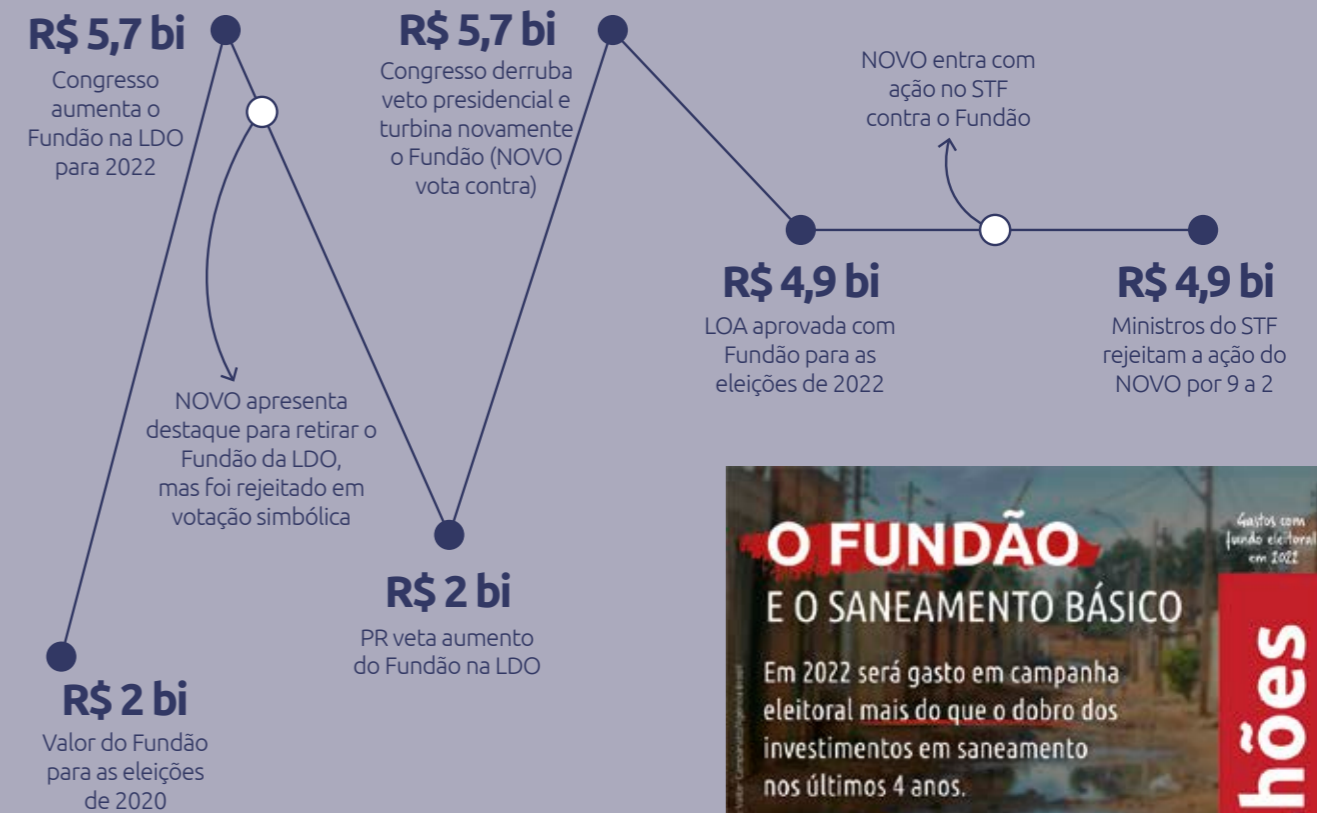 R$ 5,7 bi
Congresso
aumenta o
Fundão na LDO
para 2022
NOVO apresenta
destaque para retirar o
Fundão da LDO,
mas foi rejeitado em
votação simbólica
R$ 2 bi
Valor do Fundão
para as eleições
de 2020
R$ 5,7 bi
Congresso derruba
veto presidencial e
turbina novamente
o Fundão (NOVO
vota contra)
R$ 2 bi
PR veta aumento
do Fundão na LDO
NOVO entra com
ação no STF
contra o Fundão
R$ 4,9 bi
LOA aprovada com
Fundão para as
eleições de 2022
R$ 4,9 bi
Ministros do STF
rejeitam a ação do
NOVO por 9 a 2
O FUNDÃO
E O SANEAMENTO BÁSICO
Em 2022 será gasto em campanha
eleitoral mais do que o dobro dos
investimentos em saneamento
nos últimos 4 anos.
Gastos com
fundo eleitoral
em 2022
hões